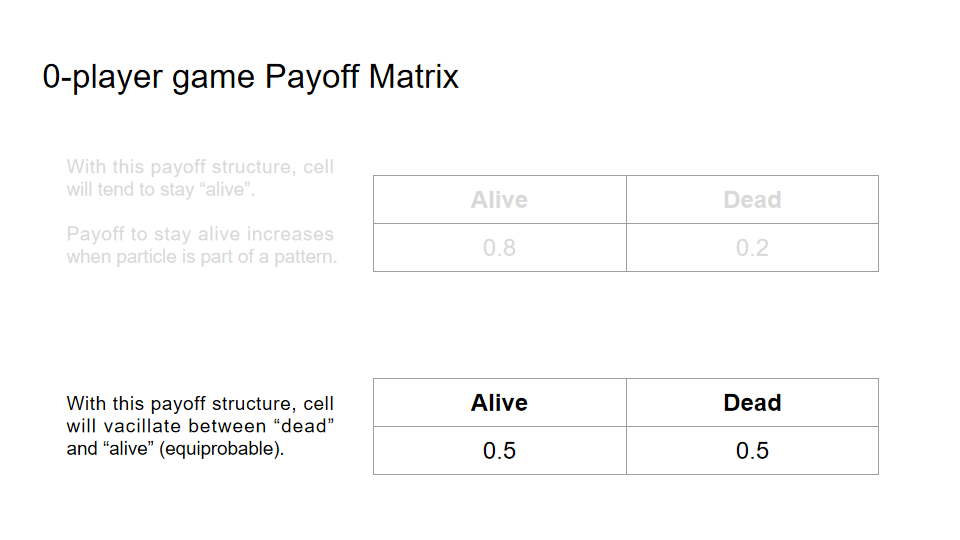 0-player game Payoff Matrix
With this payoff structure, cell
will tend to stay “alive”.
Payoff to stay alive increases
when particle is part of a pattern.
Alive Dead
0.8 0.2
With this payoff structure, cell
will vacillate between “dead”
and “alive” (equiprobable).
Alive Dead
0.5 0.5